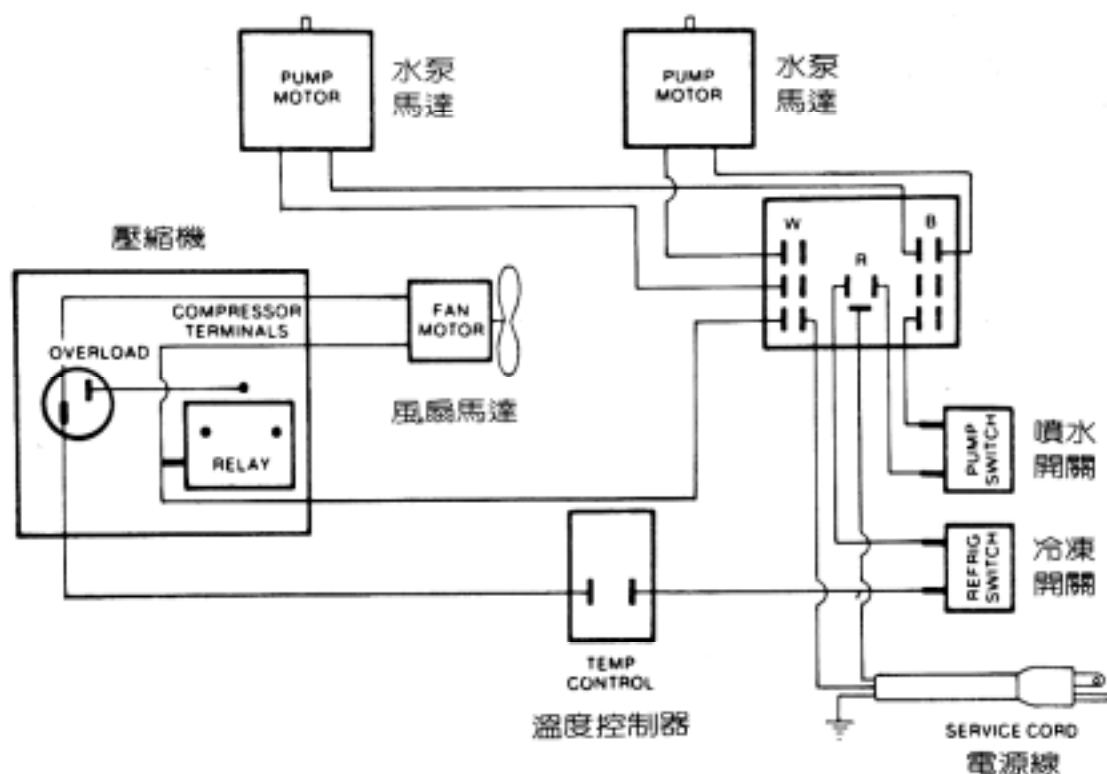 PUMP
MOTOR
水泵
馬達
PUMP
MOTOR
水泵
馬達
W
B
R
壓縮機
COMPRESSOR
TERMINALS
FAN
MOTOR
OVERLOAD
風扇馬達
RELAY
PUMP
SWITCH
噴水
開關
REFRIG
SWITCH
冷凍
開關
TEMP
CONTROL
溫度控制器
SERVICE CORD
電源線